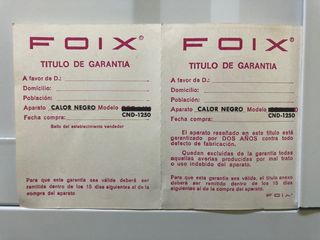 FOIX®
TITULO DE GARANTIA
A favor de D.:
Domicilio:
Población:
Aparato CALOR NEGRO Modelo
CND-1250
Fecha compra:
Sello del establecimiento vendedor
Para que esta garantía sea válida deberá ser
remitida dentro de los 15 días siguientes al de
compra del aparato
FOIX®
TITULO DE GARANTIA
A favor de D.:
Domicilio:
Población:
Aparato CALOR NEGRO Modelo
CND-1250
Fecha compra:
El aparato reseñado en este título está
garantizado por DOS AÑOS contra todo
defecto de fabricación.
Quedan excluidas de la garantía todas
aquellas averías producidas por mal trato
o uso indebido del aparato.
Para que esta garantía sea válida, el título anexo
deberá ser remitido dentro de los 15 días
siguientes al de su compra.
FOIX®